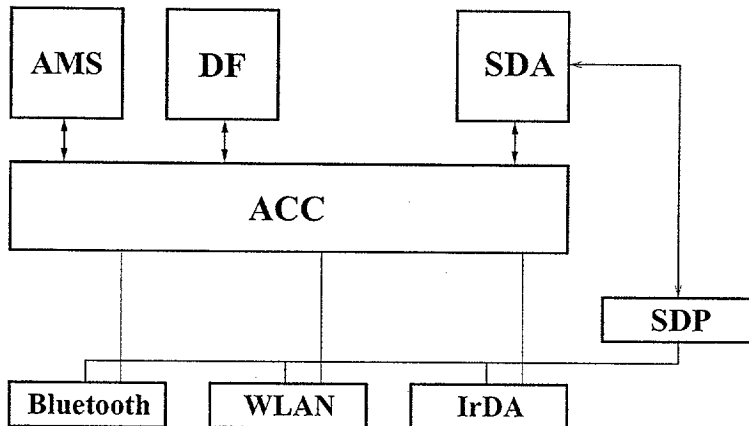 AMS
DF
SDA
ACC
SDP
Bluetooth
WLAN
IrDA